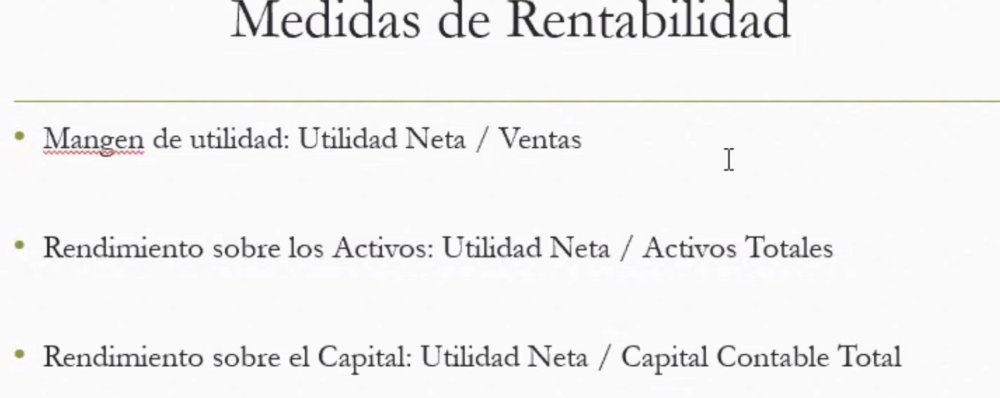 Medidas de Rentabilidad
• Mangen de utilidad: Utilidad Neta / Ventas
• Rendimiento sobre los Activos: Utilidad Neta / Activos Totales
• Rendimiento sobre el Capital: Utilidad Neta / Capital Contable Total